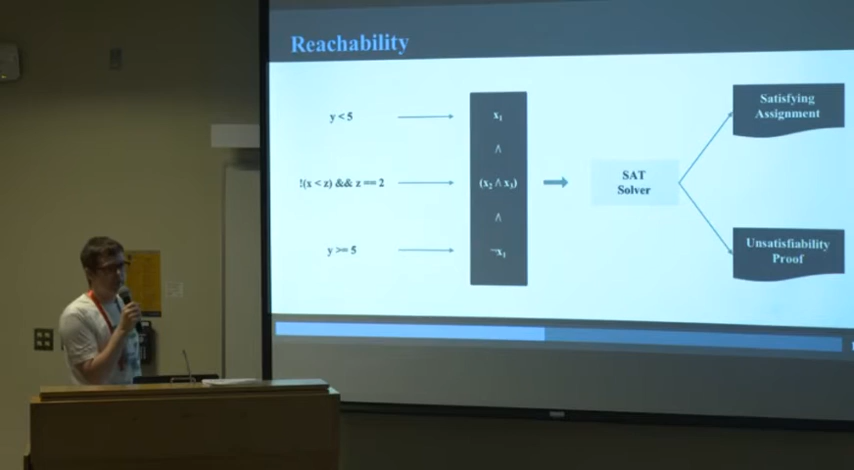 Reachability
y < 5
x₁
∧
!(x < z) && z == 2
(x₂ ∧ x₃)
∧
y >= 5
¬x₁
SAT
Solver
Satisfying
Assignment
Unsatisfiability
Proof